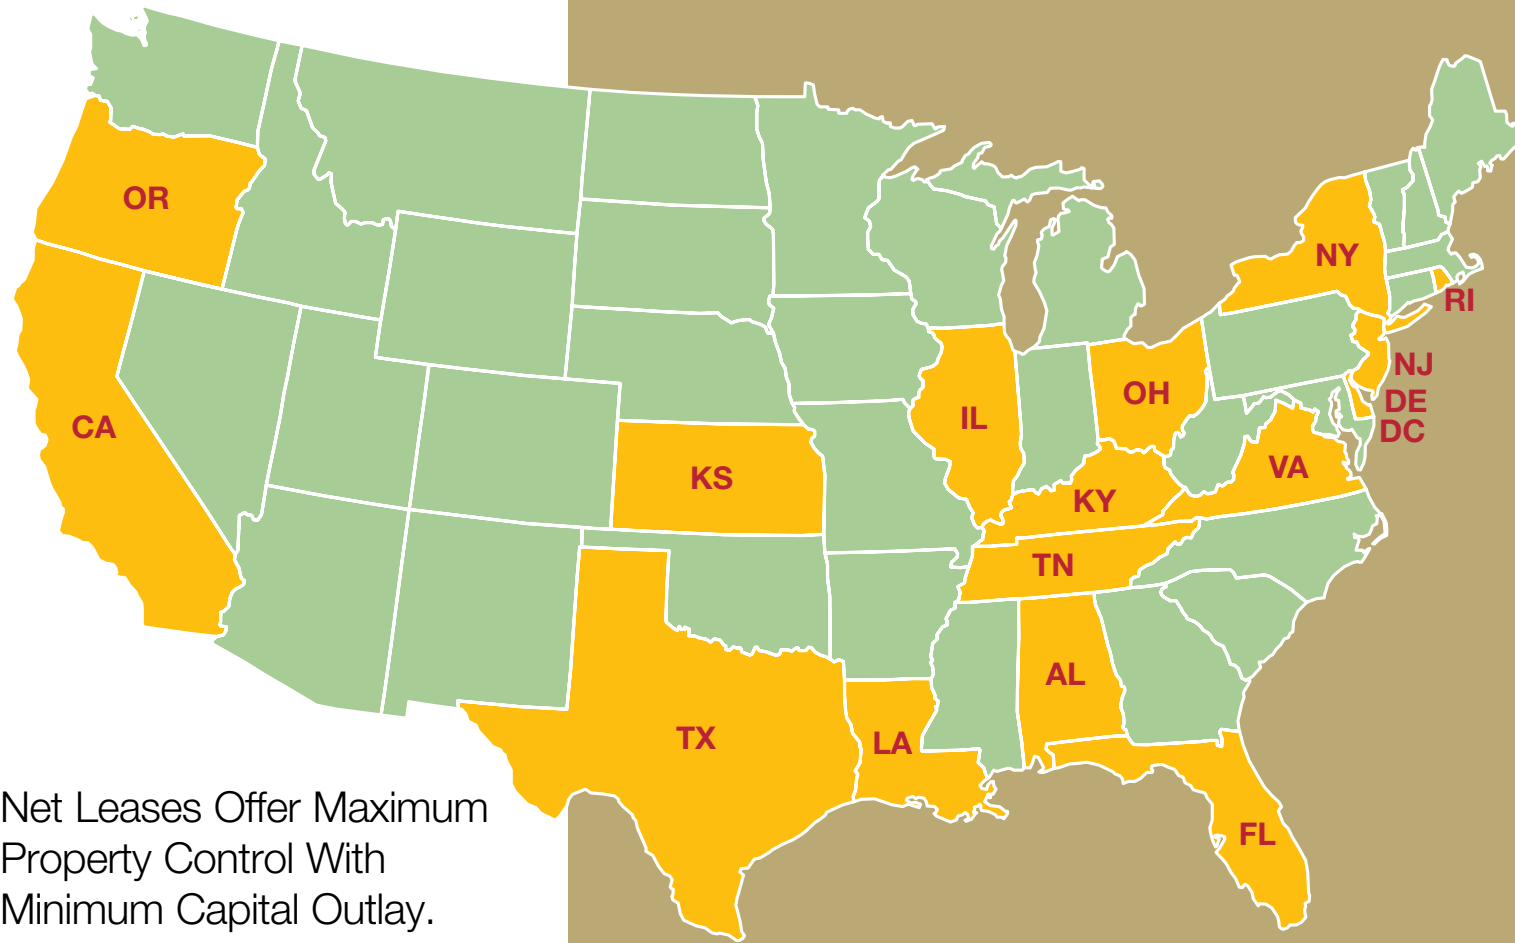 OR
NY
RI
NJ
OH
DE
IL
CA
DC
VA
KS
KY
TN
AL
TX
LA
FL
Net Leases Offer Maximum
Property Control With
Minimum Capital Outlay.